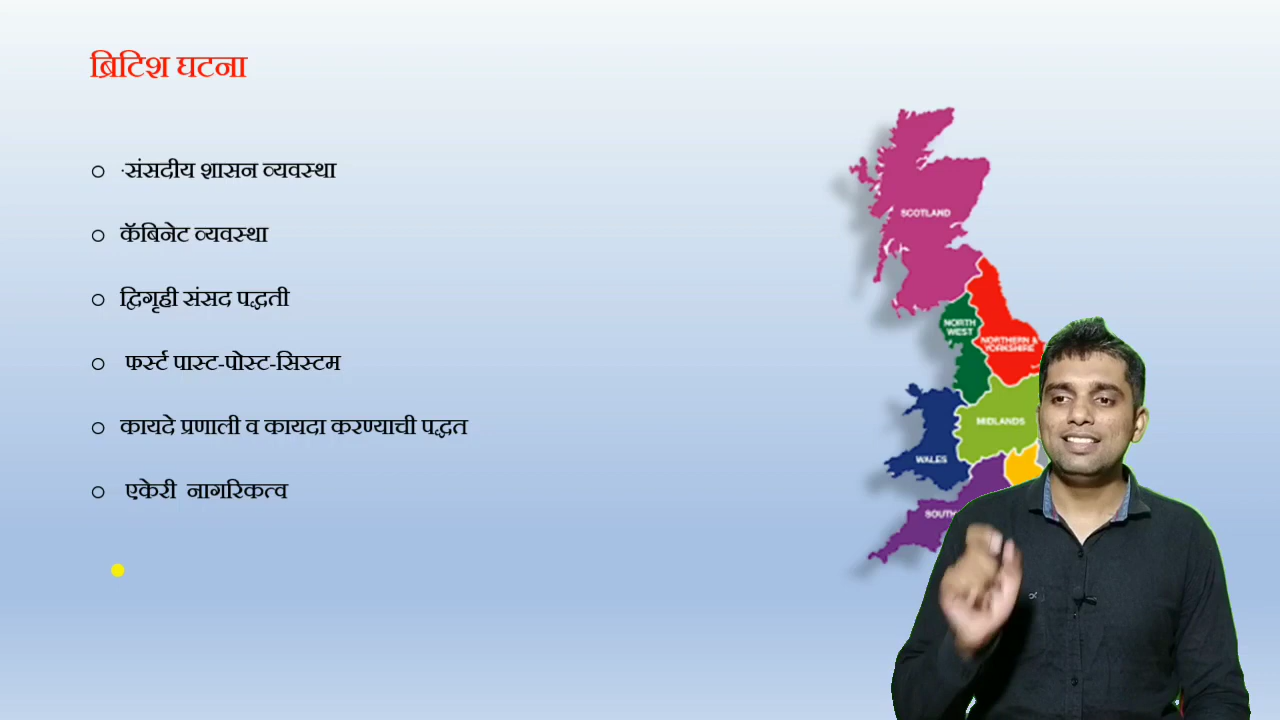 ब्रिटिश घटना
संसदीय शासन व्यवस्था
कॅबिनेट व्यवस्था
द्विगृही संसद पद्धती
फर्स्ट पास्ट-पोस्ट-सिस्टम
कायदे प्रणाली व कायदा करण्याची पद्धत
एकेरी नागरिकत्व
SCOTLAND
NORTH
WEST
NORTHERN &
YORKSHIRE
MIDLANDS
WALES